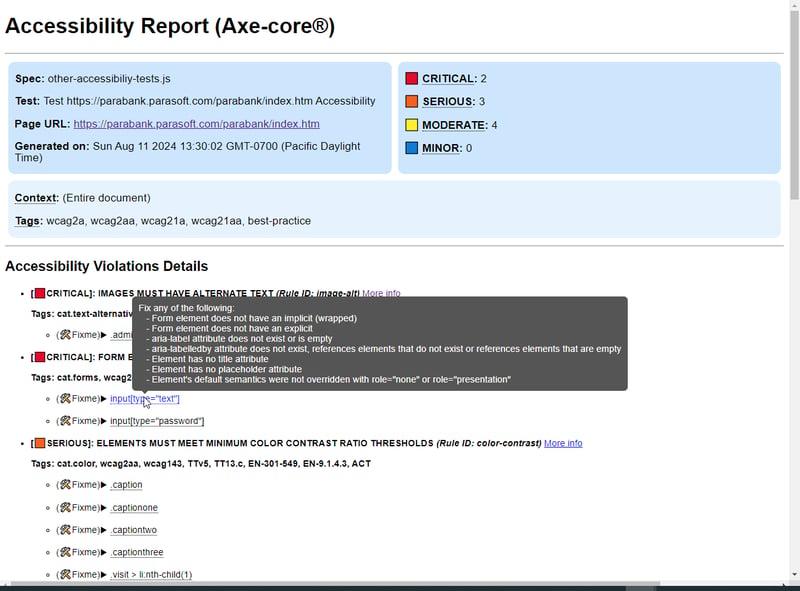 Accessibility Report (Axe-core®)
Spec: other-accessibiliy-tests.js
Test: Test https://parabank.parasoft.com/parabank/index.htm Accessibility
Page URL: https://parabank.parasoft.com/parabank/index.htm
Generated on: Sun Aug 11 2024 13:30:02 GMT-0700 (Pacific Daylight
Time)
CRITICAL: 2
SERIOUS: 3
MODERATE: 4
MINOR: 0
Context: (Entire document)
Tags: wcag2a, wcag2aa, wcag21a, wcag21aa, best-practice
Accessibility Violations Details
[CRITICAL]: IMAGES MUST HAVE ALTERNATE TEXT (Rule ID: image-alt) More info
Tags: cat.text-alternativ
(Fixme) .admi
Fix any of the following:
- Form element does not have an implicit (wrapped)
- Form element does not have an explicit
- aria-label attribute does not exist or is empty
- aria-labelledby attribute does not exist, references elements that do not exist or references elements that are empty
- Element has no title attribute
- Element has no placeholder attribute
- Element's default semantics were not overridden with role="none" or role="presentation"
[CRITICAL]: FORM E
Tags: cat.forms, wcag2
(Fixme) input[type="text"]
(Fixme) input[type="password"]
[SERIOUS]: ELEMENTS MUST MEET MINIMUM COLOR CONTRAST RATIO THRESHOLDS (Rule ID: color-contrast) More info
Tags: cat.color, wcag2aa, wcag143, TTv5, TT13.c, EN-301-549, EN-9.1.4.3, ACT
(Fixme) .caption
(Fixme) .captionone
(Fixme) .captiontwo
(Fixme) .captionthree
(Fixme) .visit > li:nth-child(1)